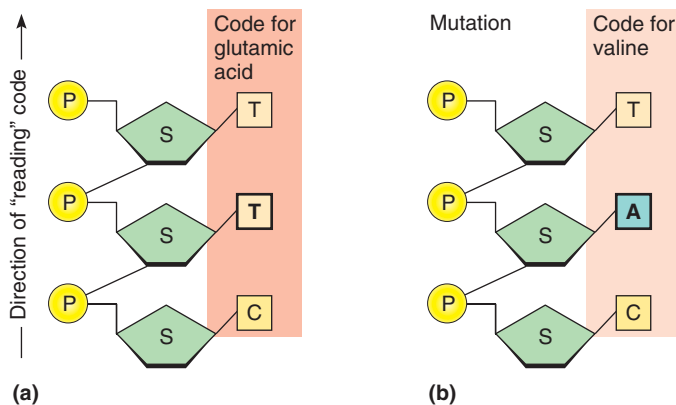 Direction of "reading" code
Code for
glutamic
acid
P
S
T
P
S
T
P
S
C
(a)
Mutation
Code for
valine
P
S
T
P
S
A
P
S
C
(b)